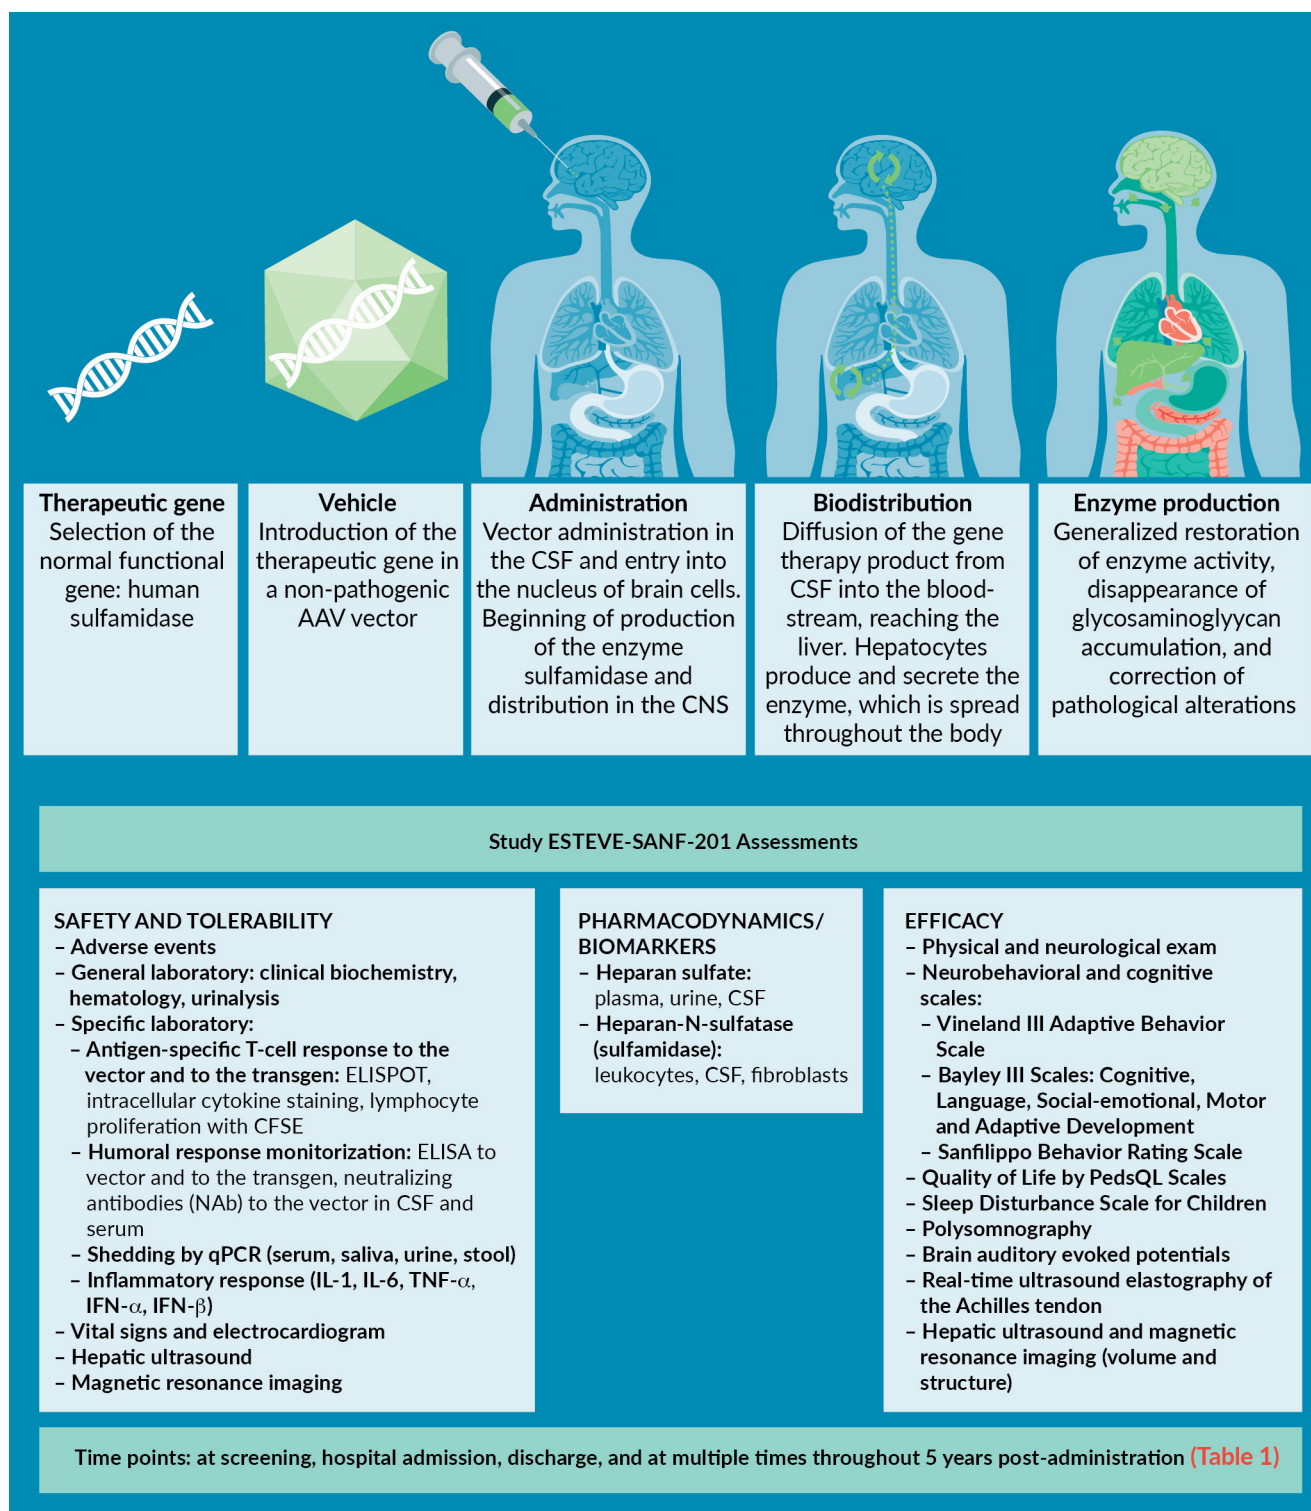 Therapeutic gene
Selection of the
normal functional
gene: human
sulfamidase
Vehicle
Introduction of the
therapeutic gene in
a non-pathogenic
AAV vector
Administration
Vector administration in
the CSF and entry into
the nucleus of brain cells.
Beginning of production
of the enzyme
sulfamidase and
distribution in the CNS
Biodistribution
Diffusion of the gene
therapy product from
CSF into the blood-
stream, reaching the
liver. Hepatocytes
produce and secrete the
enzyme, which is spread
throughout the body
Enzyme production
Generalized restoration
of enzyme activity,
disappearance of
glycosaminoglyycan
accumulation, and
correction of
pathological alterations
Study ESTEVE-SANF-201 Assessments
SAFETY AND TOLERABILITY
– Adverse events
– General laboratory: clinical biochemistry,
hematology, urinalysis
– Specific laboratory:
– Antigen-specific T-cell response to the
vector and to the transgen: ELISPOT,
intracellular cytokine staining, lymphocyte
proliferation with CFSE
– Humoral response monitorization: ELISA to
vector and to the transgen, neutralizing
antibodies (NAb) to the vector in CSF and
serum
– Shedding by qPCR (serum, saliva, urine, stool)
– Inflammatory response (IL-1, IL-6, TNF-α,
IFN-α, IFN-β)
– Vital signs and electrocardiogram
– Hepatic ultrasound
– Magnetic resonance imaging
PHARMACODYNAMICS/
BIOMARKERS
– Heparan sulfate:
plasma, urine, CSF
– Heparan-N-sulfatase
(sulfamidase):
leukocytes, CSF, fibroblasts
EFFICACY
– Physical and neurological exam
– Neurobehavioral and cognitive
scales:
– Vineland III Adaptive Behavior
Scale
– Bayley III Scales: Cognitive,
Language, Social-emotional, Motor
and Adaptive Development
– Sanfilippo Behavior Rating Scale
– Quality of Life by PedsQL Scales
– Sleep Disturbance Scale for Children
– Polysomnography
– Brain auditory evoked potentials
– Real-time ultrasound elastography of
the Achilles tendon
– Hepatic ultrasound and magnetic
resonance imaging (volume and
structure)
Time points: at screening, hospital admission, discharge, and at multiple times throughout 5 years post-administration (Table 1)